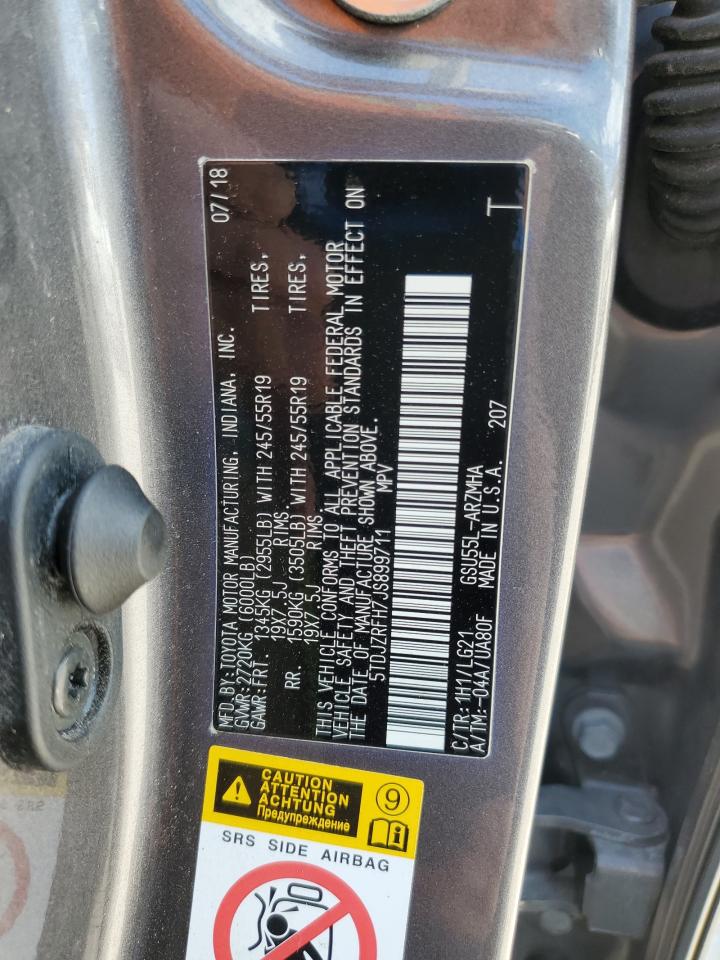 MFD.BY:TOYOTA MOTOR MANUFACTURING, INDIANA, INC. 07/18
GVWR:2720KG (6000LB)
GAWR:FRT 1345KG (2955LB) WITH 245/55R19 TIRES,
19X7.5J RIMS.
RR. 1590KG (3505LB) WITH 245/55R19 TIRES,
19X7.5J RIMS
THIS VEHICLE CONFORMS TO ALL APPLICABLE FEDERAL MOTOR
VEHICLE SAFETY AND THEFT PREVENTION STANDARDS IN EFFECT ON
THE DATE OF MANUFACTURE SHOWN ABOVE.
5TDJZRFH7JS899711 MPV
C/TR:1H1/LG21 GSU55L-ARZMHA T
A/TM:-04A/UA80F MADE IN U.S.A. 207
CAUTION
ATTENTION
ACHTUNG
Предупреждение
9
i
SRS SIDE AIRBAG